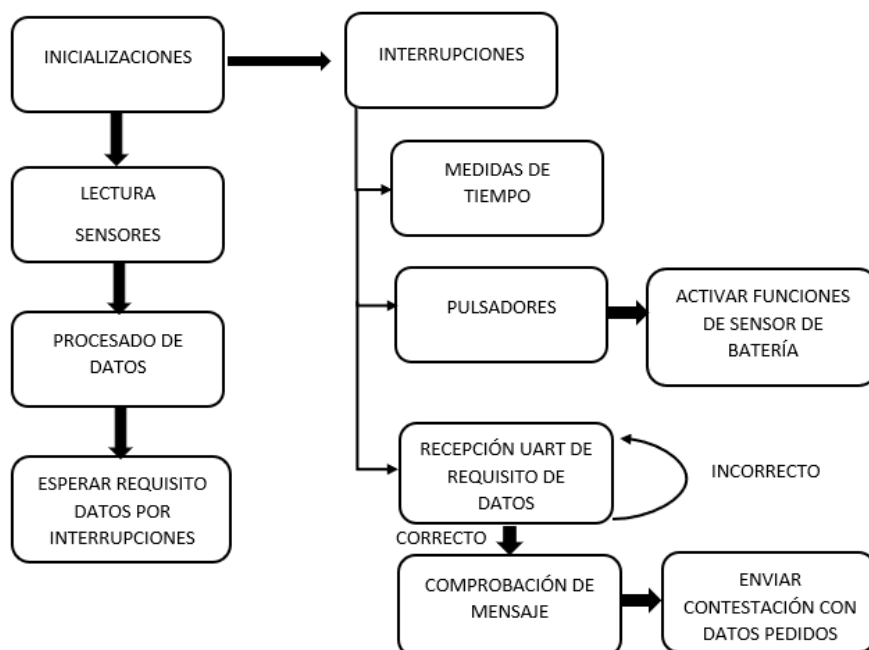 INICIALIZACIONES
INTERRUPCIONES
LECTURA
SENSORES
MEDIDAS DE
TIEMPO
PROCESADO DE
DATOS
PULSADORES
ACTIVAR FUNCIONES
DE SENSOR DE
BATERÍA
ESPERAR REQUISITO
DATOS POR
INTERRUPCIONES
RECEPCIÓN UART DE
REQUISITO DE
DATOS
INCORRECTO
CORRECTO
COMPROBACIÓN DE
MENSAJE
ENVIAR
CONTESTACIÓN CON
DATOS PEDIDOS